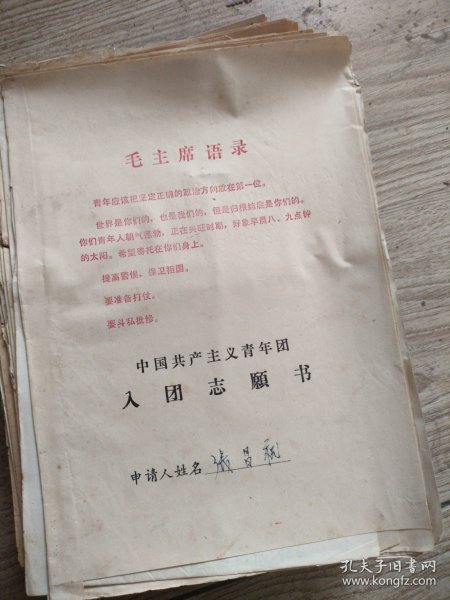 毛主席语录
青年应该把坚定正确的政治方向放在第一位。
世界是你们的，也是我们的，但是归根结底是你们的。
你们青年人朝气蓬勃，正在兴旺时期，好象早晨八、九点钟
的太阳。希望寄托在你们身上。
提高警惕，保卫祖国。
要准备打仗。
要斗私批修。
中国共产主义青年团
入团志願书
申请人姓名 张昌
孔夫子旧书网
www.kongfz.com